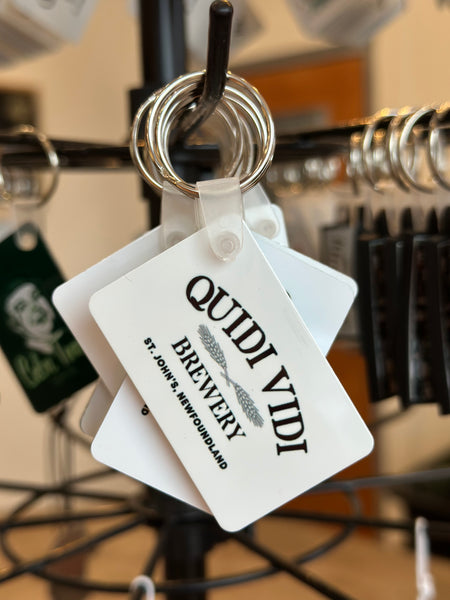 QUIDI VIDI
BREWERY
ST. JOHN'S, NEWFOUNDLAND